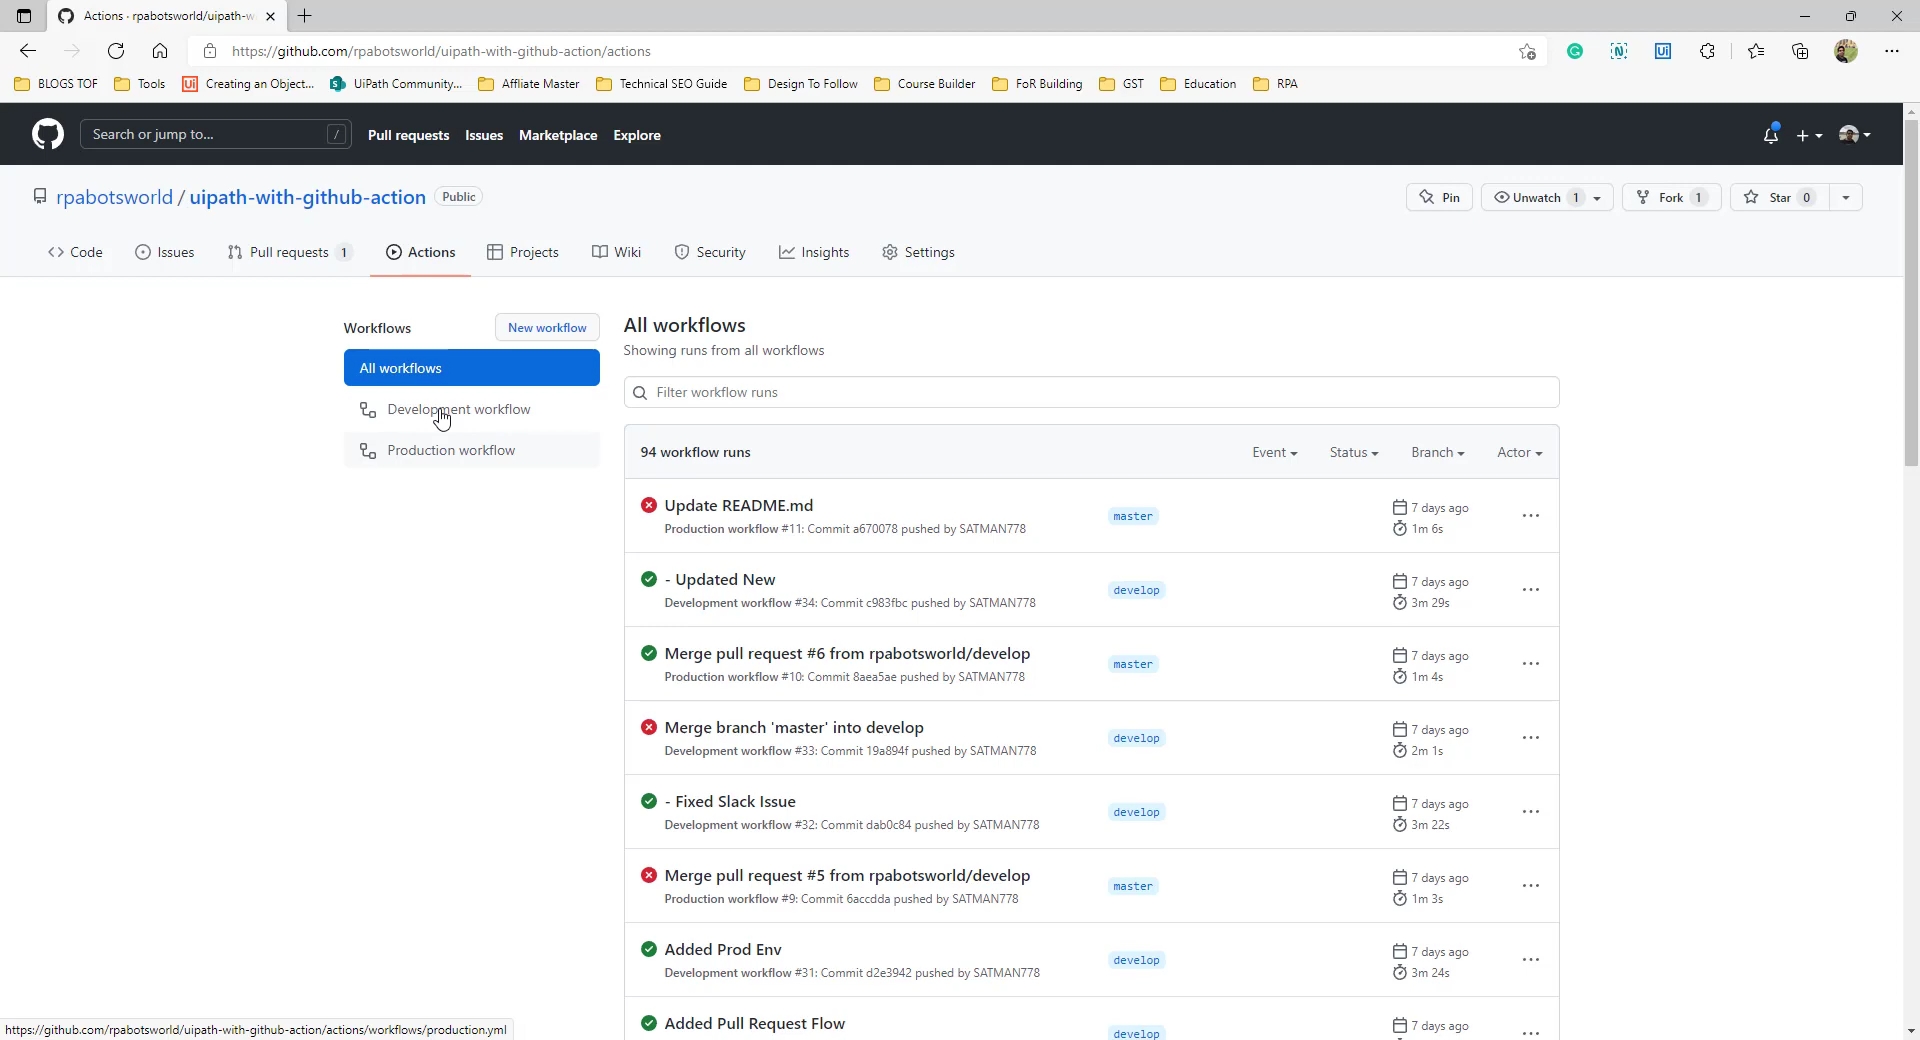 Actions · rpabotsworld/uipath-w
https://github.com/rpabotsworld/uipath-with-github-action/actions
BLOGS TOF
Tools
Creating an Object...
UiPath Community...
Affliate Master
Technical SEO Guide
Design To Follow
Course Builder
FoR Building
GST
Education
RPA
Search or jump to...
/
Pull requests
Issues
Marketplace
Explore
rpabotsworld / uipath-with-github-action
Public
Pin
Unwatch 1
Fork 1
Star 0
Code
Issues
Pull requests 1
Actions
Projects
Wiki
Security
Insights
Settings
Workflows
New workflow
All workflows
Development workflow
Production workflow
All workflows
Showing runs from all workflows
Filter workflow runs
94 workflow runs
Event
Status
Branch
Actor
Update README.md
Production workflow #11: Commit a670078 pushed by SATMAN778
master
7 days ago
1m 6s
- Updated New
Development workflow #34: Commit c983fbc pushed by SATMAN778
develop
7 days ago
3m 29s
Merge pull request #6 from rpabotsworld/develop
Production workflow #10: Commit 8aea5ae pushed by SATMAN778
master
7 days ago
1m 4s
Merge branch 'master' into develop
Development workflow #33: Commit 19a894f pushed by SATMAN778
develop
7 days ago
2m 1s
- Fixed Slack Issue
Development workflow #32: Commit dab0c84 pushed by SATMAN778
develop
7 days ago
3m 22s
Merge pull request #5 from rpabotsworld/develop
Production workflow #9: Commit 6accdda pushed by SATMAN778
master
7 days ago
1m 3s
Added Prod Env
Development workflow #31: Commit d2e3942 pushed by SATMAN778
develop
7 days ago
3m 24s
Added Pull Request Flow
develop
7 days ago
https://github.com/rpabotsworld/uipath-with-github-action/actions/workflows/production.yml